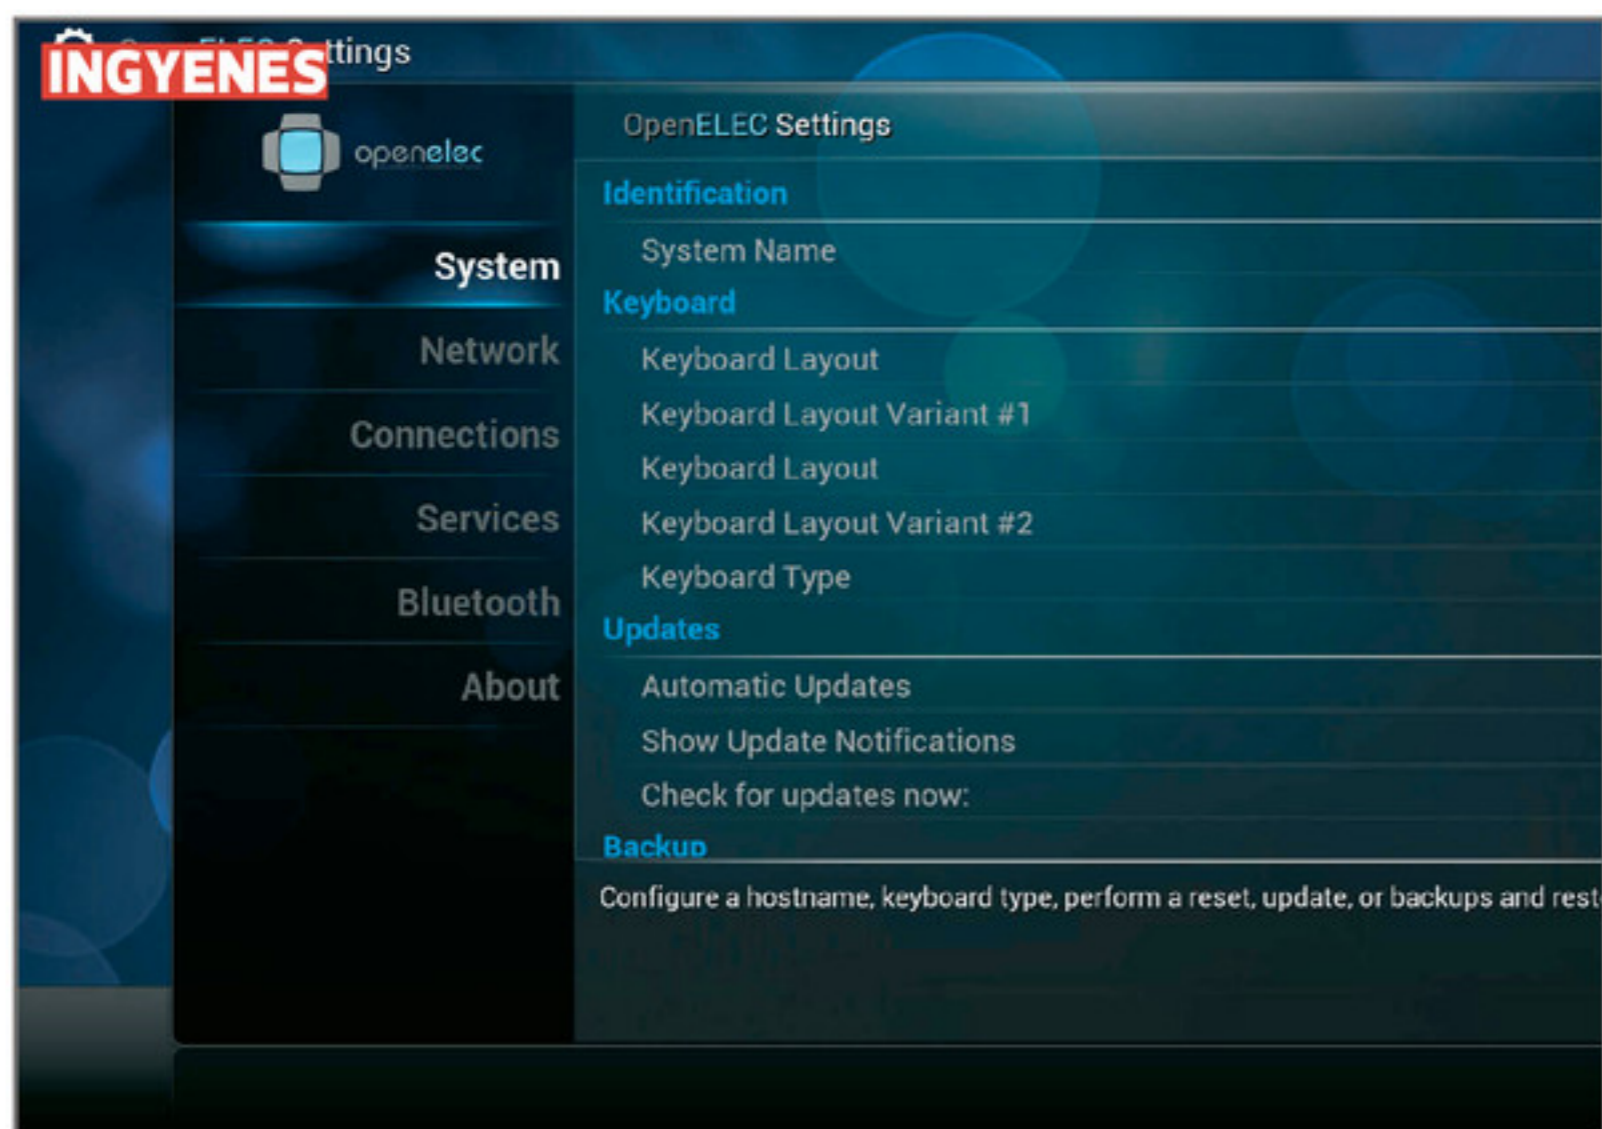 ttings
INGYENES
openelec
OpenELEC Settings
System
Network
Connections
Services
Bluetooth
About
Identification
System Name
Keyboard
Keyboard Layout
Keyboard Layout Variant #1
Keyboard Layout
Keyboard Layout Variant #2
Keyboard Type
Updates
Automatic Updates
Show Update Notifications
Check for updates now:
Backup
Configure a hostname, keyboard type, perform a reset, update, or backups and rest